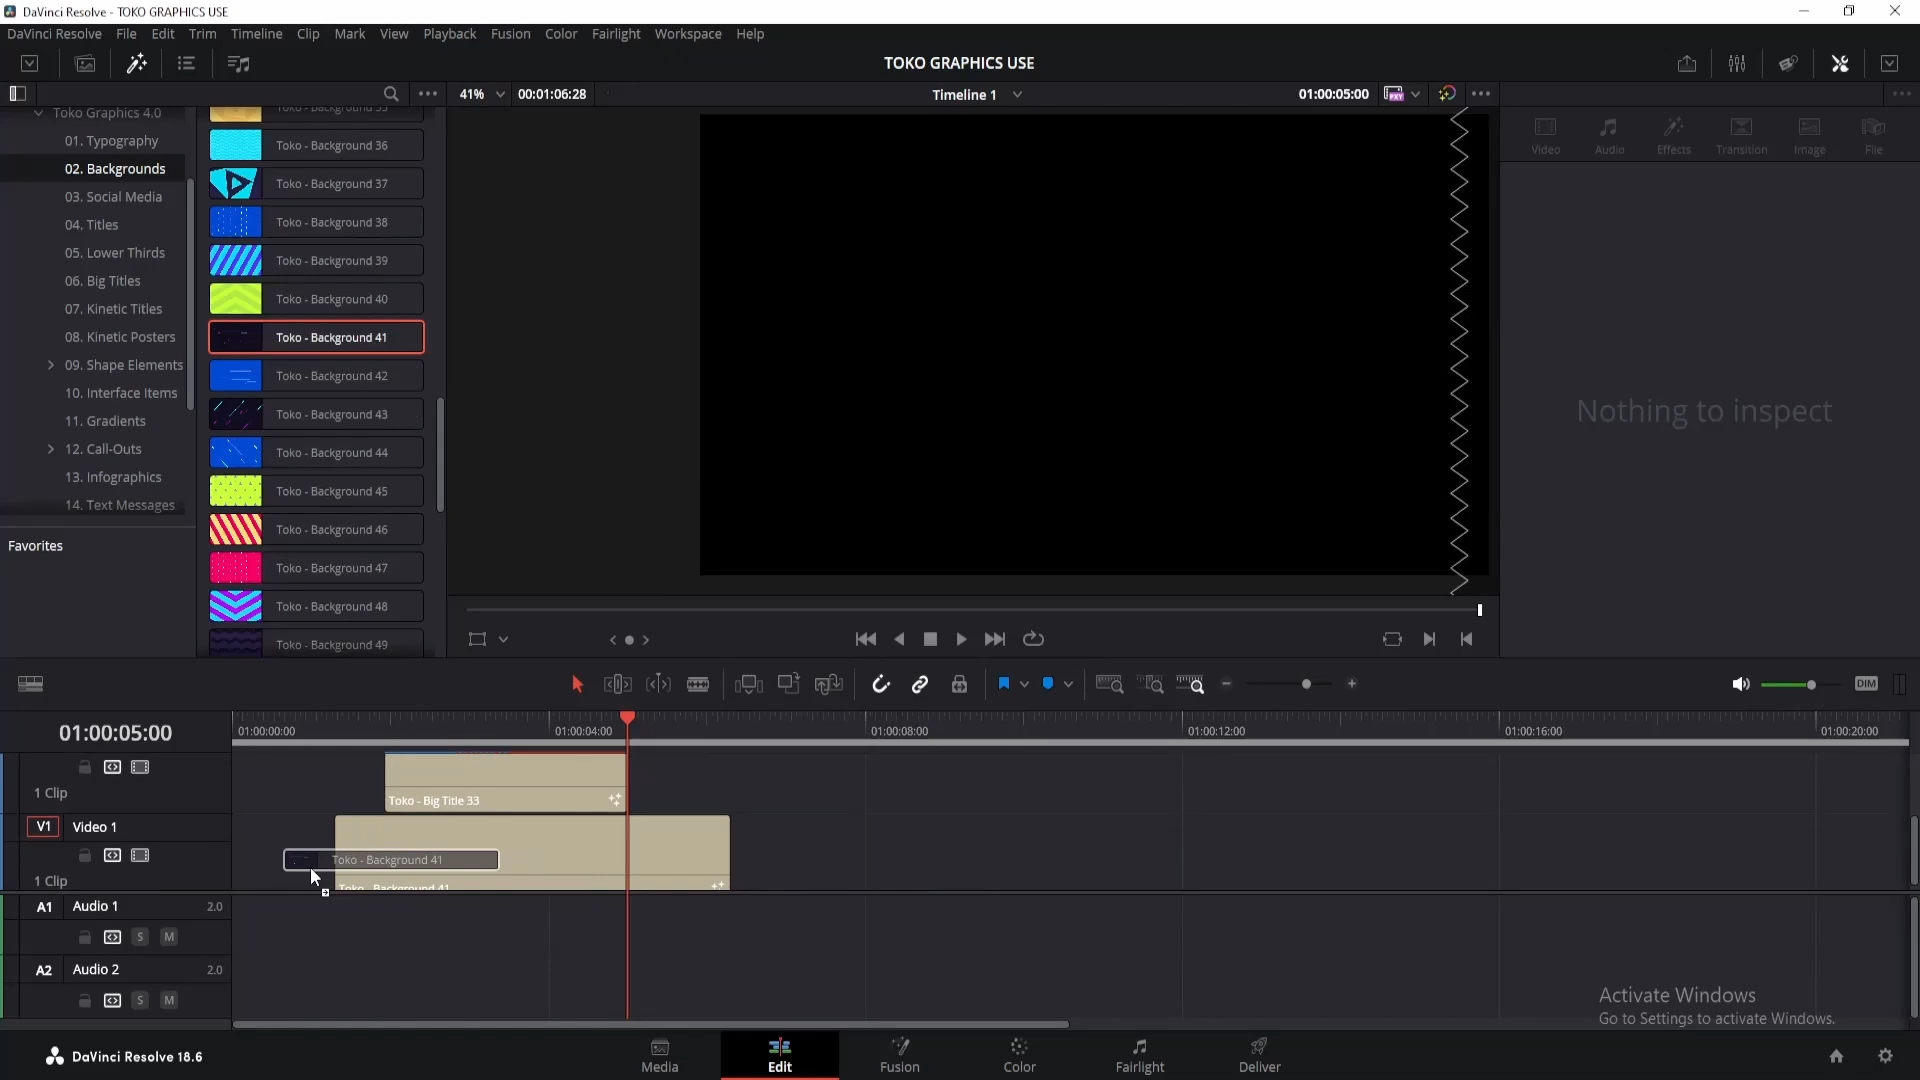 DaVinci Resolve - TOKO GRAPHICS USE
DaVinci Resolve File Edit Trim Timeline Clip Mark View Playback Fusion Color Fairlight Workspace Help
TOKO GRAPHICS USE
41% 00:01:06:28 Timeline 1 01:00:05:00
Toko Graphics 4.0
01. Typography
02. Backgrounds
03. Social Media
04. Titles
05. Lower Thirds
06. Big Titles
07. Kinetic Titles
08. Kinetic Posters
09. Shape Elements
10. Interface Items
11. Gradients
12. Call-Outs
13. Infographics
14. Text Messages
Favorites
Toko - Background 35
Toko - Background 36
Toko - Background 37
Toko - Background 38
Toko - Background 39
Toko - Background 40
Toko - Background 41
Toko - Background 42
Toko - Background 43
Toko - Background 44
Toko - Background 45
Toko - Background 46
Toko - Background 47
Toko - Background 48
Toko - Background 49
Video Audio Effects Transition Image File
Nothing to inspect
DIM
01:00:05:00
01:00:00:00 01:00:04:00 01:00:08:00 01:00:12:00 01:00:16:00 01:00:20:00
1 Clip
Toko - Big Title 33
V1 Video 1
Toko - Background 41
1 Clip
Toko - Background 41
A1 Audio 1 2.0
S M
A2 Audio 2 2.0
S M
Activate Windows
Go to Settings to activate Windows.
DaVinci Resolve 18.6
Media Edit Fusion Color Fairlight Deliver